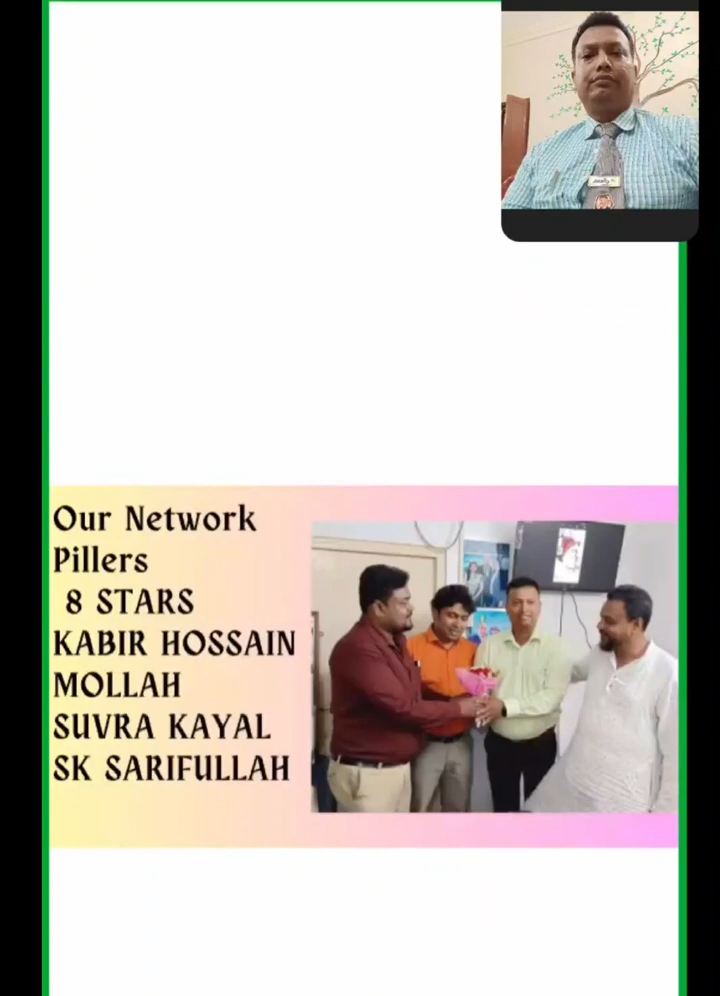 Our Network
Pillers
8 STARS
KABIR HOSSAIN
MOLLAH
SUVRA KAYAL
SK SARIFULLAH